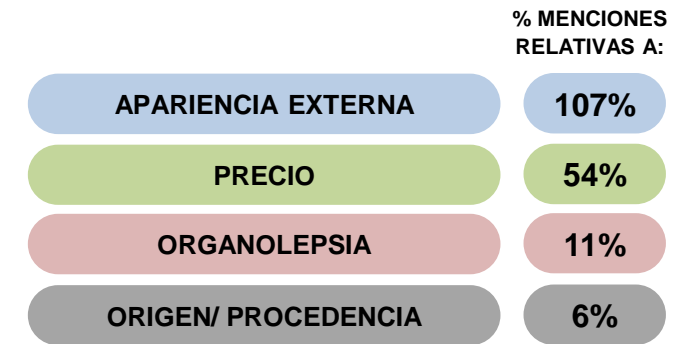 % MENCIONES
RELATIVAS A:
APARIENCIA EXTERNA 107%
PRECIO 54%
ORGANOLEPSIA 11%
ORIGEN/ PROCEDENCIA 6%